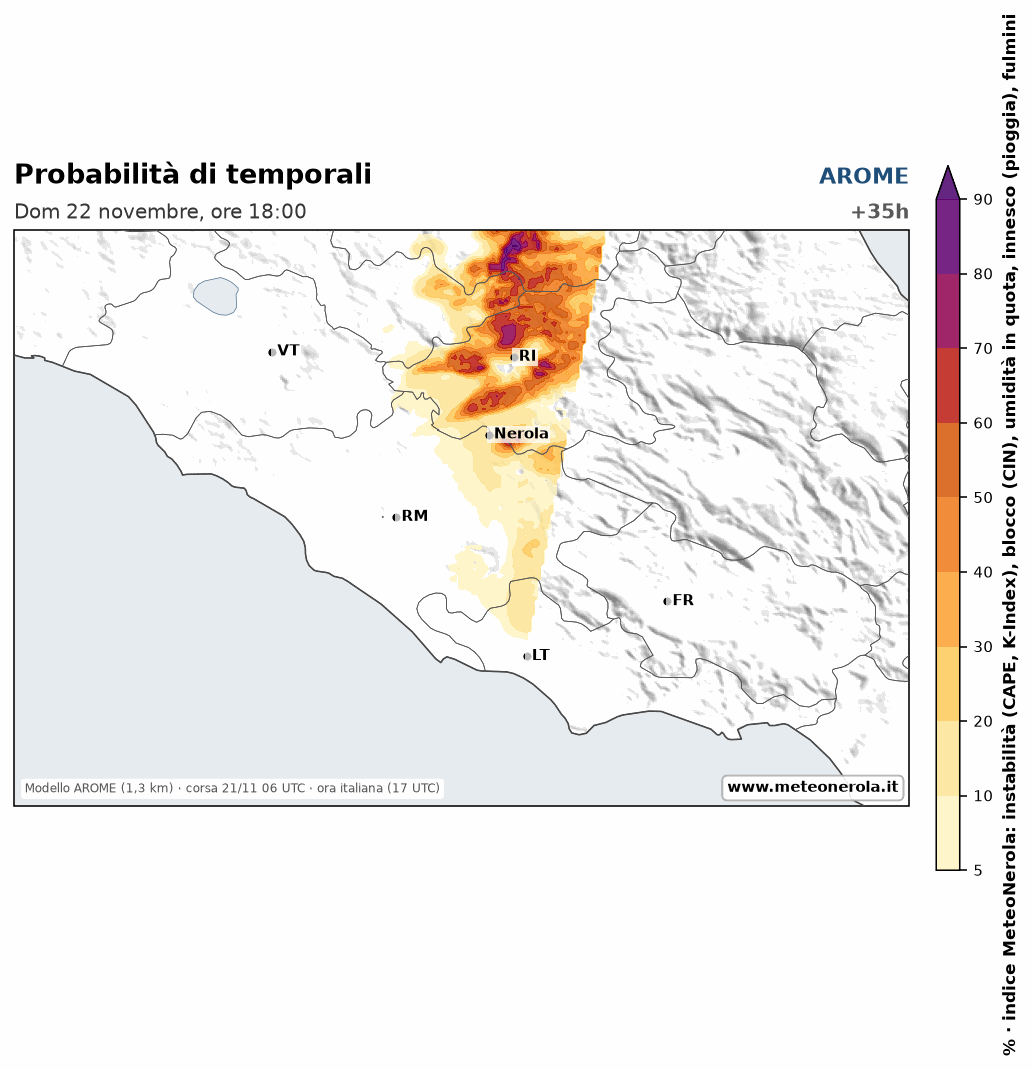 Probabilità di temporali
AROME
Dom 22 novembre, ore 18:00
+35h
VT
RI
Nerola
RM
FR
LT
Modello AROME (1,3 km) · corsa 21/11 06 UTC · ora italiana (17 UTC)
www.meteonerola.it
90
80
70
60
50
40
30
20
10
5
% · indice MeteoNerola: instabilità (CAPE, K-Index), blocco (CIN), umidità in quota, innesco (pioggia), fulmini